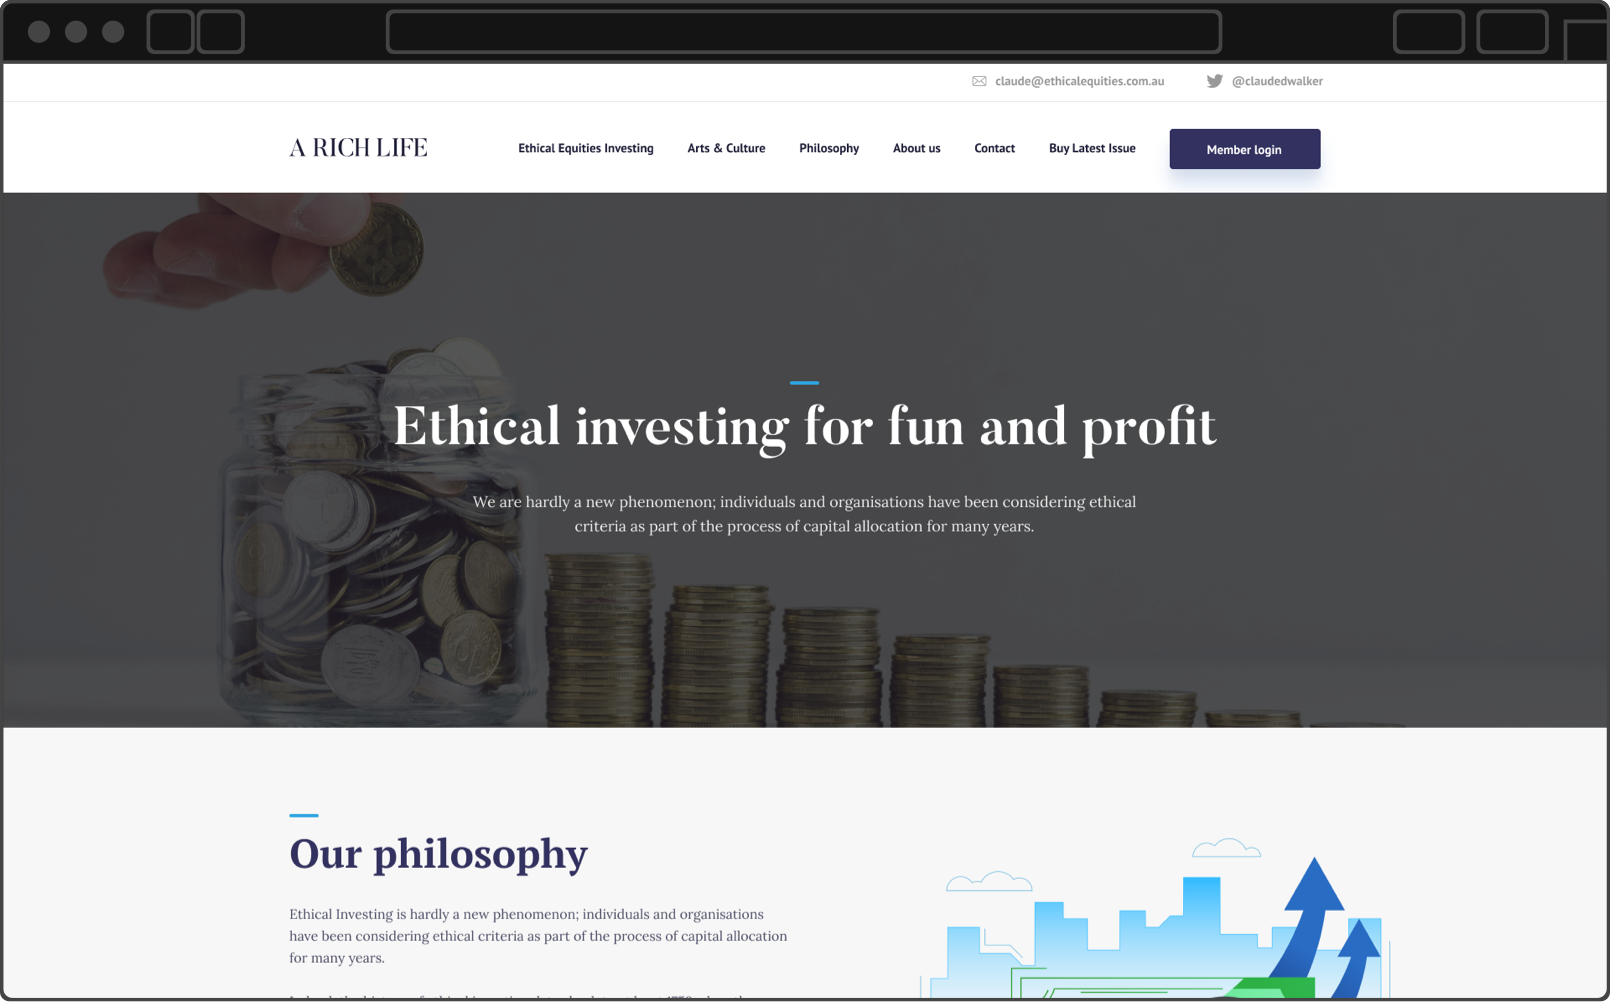 claude@ethicalequities.com.au
@claudedwalker
A RICH LIFE
Ethical Equities Investing
Arts & Culture
Philosophy
About us
Contact
Buy Latest Issue
Member login
Ethical investing for fun and profit
We are hardly a new phenomenon; individuals and organisations have been considering ethical
criteria as part of the process of capital allocation for many years.
Our philosophy
Ethical Investing is hardly a new phenomenon; individuals and organisations
have been considering ethical criteria as part of the process of capital allocation
for many years.